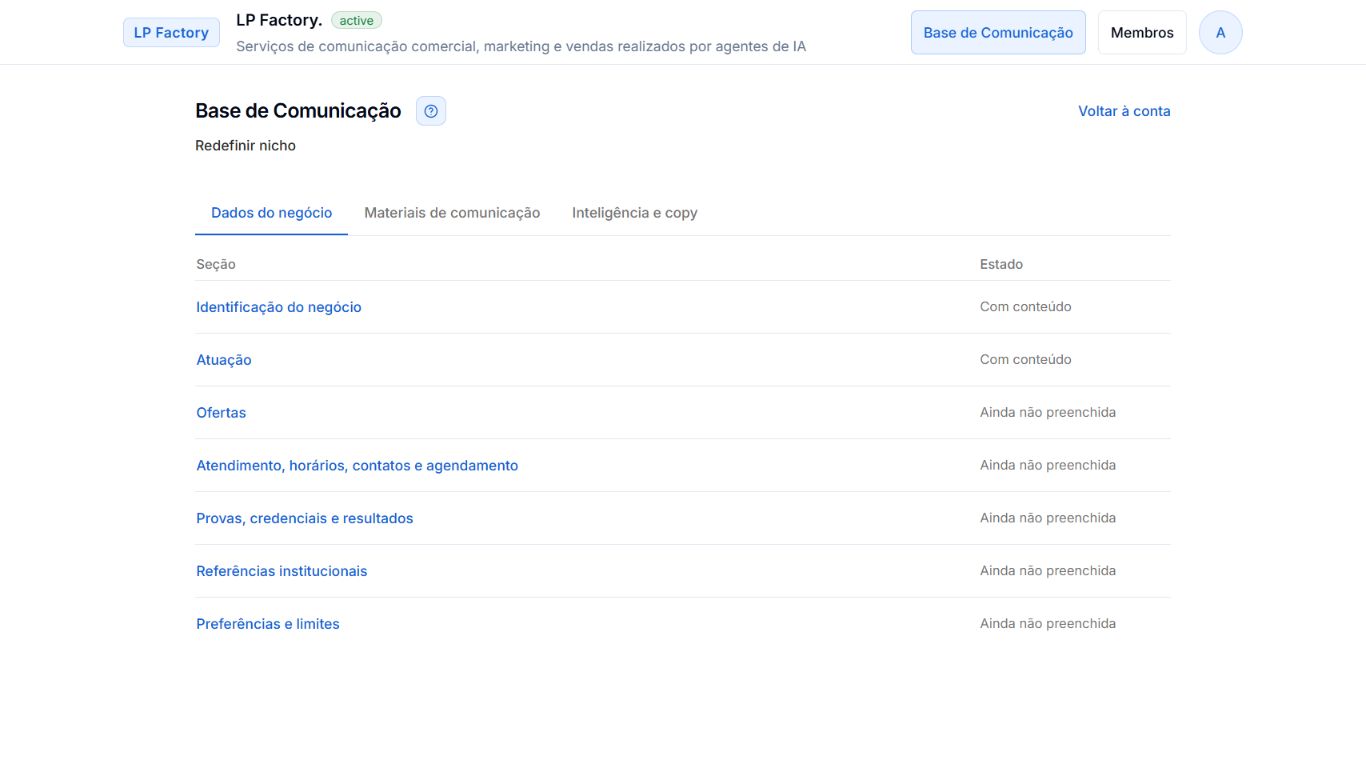 LP Factory
LP Factory. active
Serviços de comunicação comercial, marketing e vendas realizados por agentes de IA
Base de Comunicação
Membros
A
Base de Comunicação ?
Voltar à conta
Redefinir nicho
Dados do negócio Materiais de comunicação Inteligência e copy
Seção Estado
Identificação do negócio Com conteúdo
Atuação Com conteúdo
Ofertas Ainda não preenchida
Atendimento, horários, contatos e agendamento Ainda não preenchida
Provas, credenciais e resultados Ainda não preenchida
Referências institucionais Ainda não preenchida
Preferências e limites Ainda não preenchida